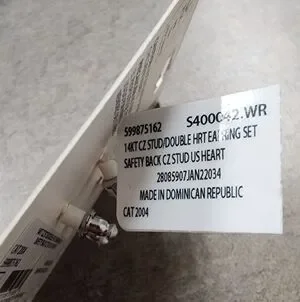 599875162 S400042.WR
14KT CZ STUD/DOUBLE HRT EARRING SET
SAFETY BACK CZ STUD US HEART
28085907JAN22034
MADE IN DOMINICAN REPUBLIC
CAT 2004